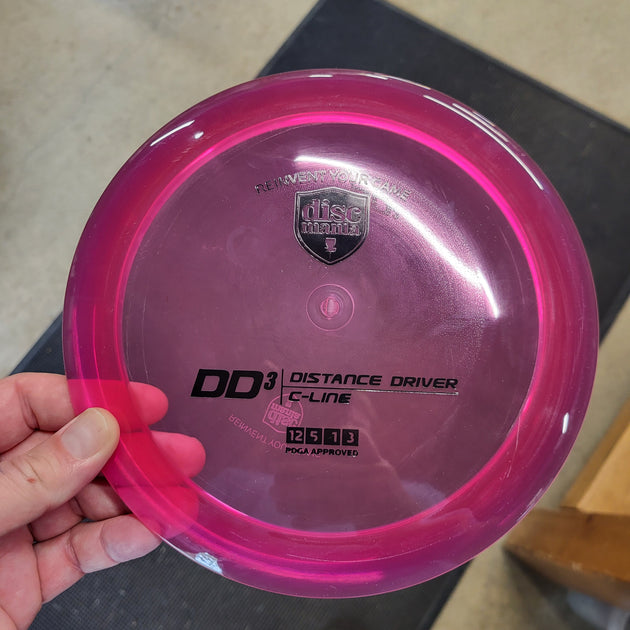 REINVENT YOUR GAME
disc
mania
DD3
DISTANCE DRIVER
C-LINE
12 5 -1 3
PDGA APPROVED